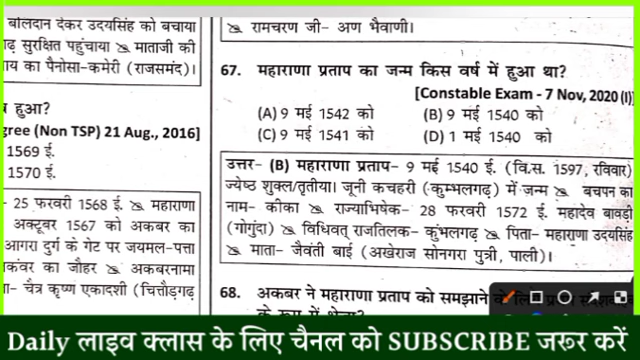 बलिदान देकर उदयसिंह को बचाया
सुरक्षित पहुंचाया ঌ माताजी की
का पैनोसा-कमेरी (राजसमंद)।
हुआ?
(Non TSP) 21 Aug., 2016]
1569 ई.
1570 ई.
- 25 फरवरी 1568 ई. ঌ महाराणा
अक्टूबर 1567 को अकबर का
आगरा दुर्ग के गेट पर जयमल-पत्ता
का जौहर ঌ अकबरनामा
- चैत्र कृष्ण एकादशी (चित्तौड़गढ़
ঌ रामचरण जी- अण भैवाणी।
67. महाराणा प्रताप का जन्म किस वर्ष में हुआ था?
[Constable Exam - 7 Nov, 2020 (I)]
(A) 9 मई 1542 को (B) 9 मई 1540 को
(C) 9 मई 1541 को (D) 1 मई 1540 को
उत्तर- (B) महाराणा प्रताप- 9 मई 1540 ई. (वि.स. 1597, रविवार)
ज्येष्ठ शुक्ल/तृतीया। जूनी कचहरी (कुम्भलगढ़) में जन्म ঌ बचपन का
नाम- कीका ঌ राज्याभिषेक- 28 फरवरी 1572 ई. महादेव बावड़ी
(गोगुंदा) ঌ विधिवत् राजतिलक- कुंभलगढ़ ঌ पिता- महाराणा उदयसिंह
ঌ माता- जैवंती बाई (अखेराज सोनगरा पुत्री, पाली)।
68. अकबर ने महाराणा प्रताप को समझाने
Daily लाइव क्लास के लिए चैनल को SUBSCRIBE जरूर करें